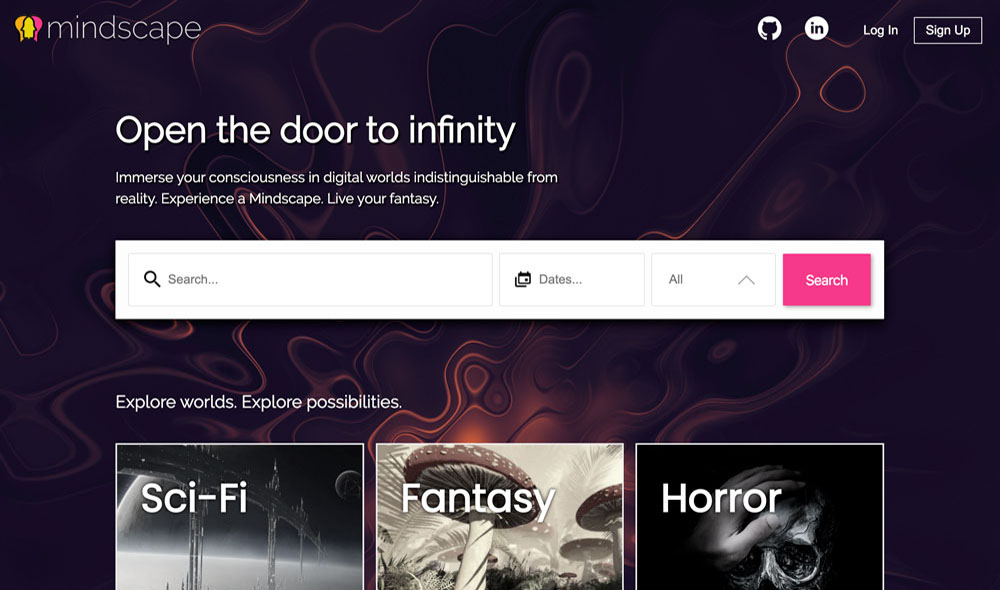 mindscape
in
Log In
Sign Up
Open the door to infinity
Immerse your consciousness in digital worlds indistinguishable from
reality. Experience a Mindscape. Live your fantasy.
Search...
Dates...
All
Search
Explore worlds. Explore possibilities.
Sci-Fi
Fantasy
Horror